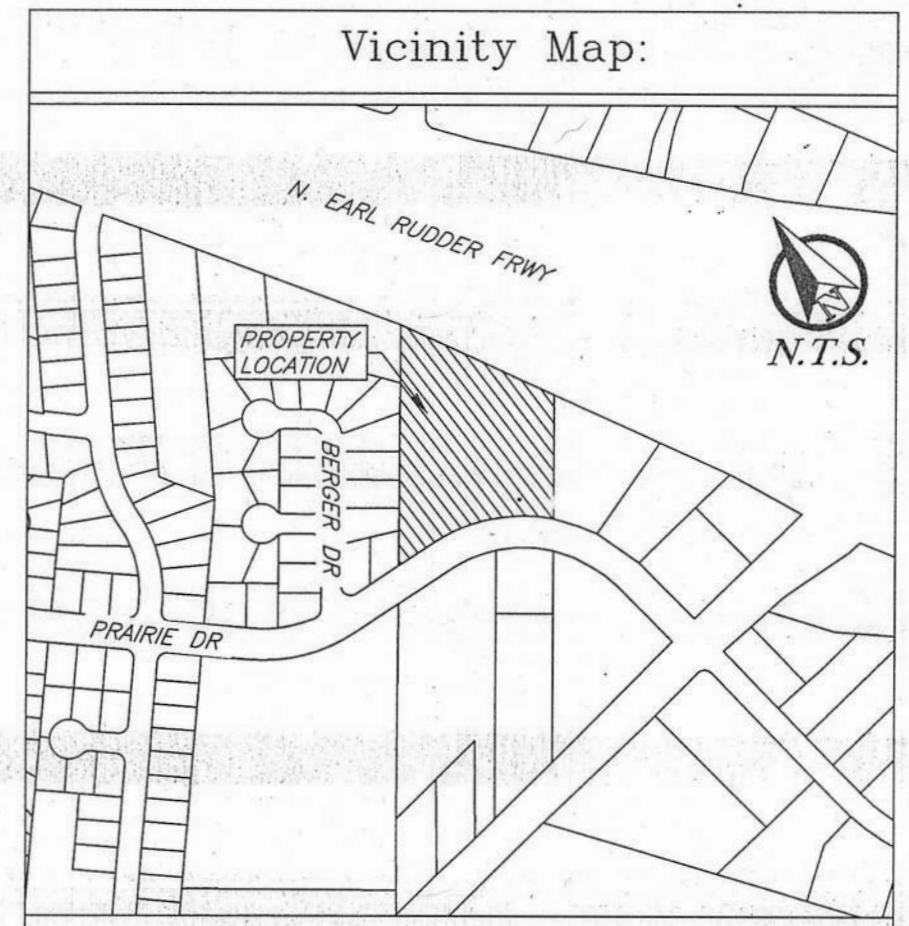 Vicinity Map:
N. EARL RUDDER FRWY
PROPERTY
LOCATION
N
N.T.S.
BERGER DR
PRAIRIE DR